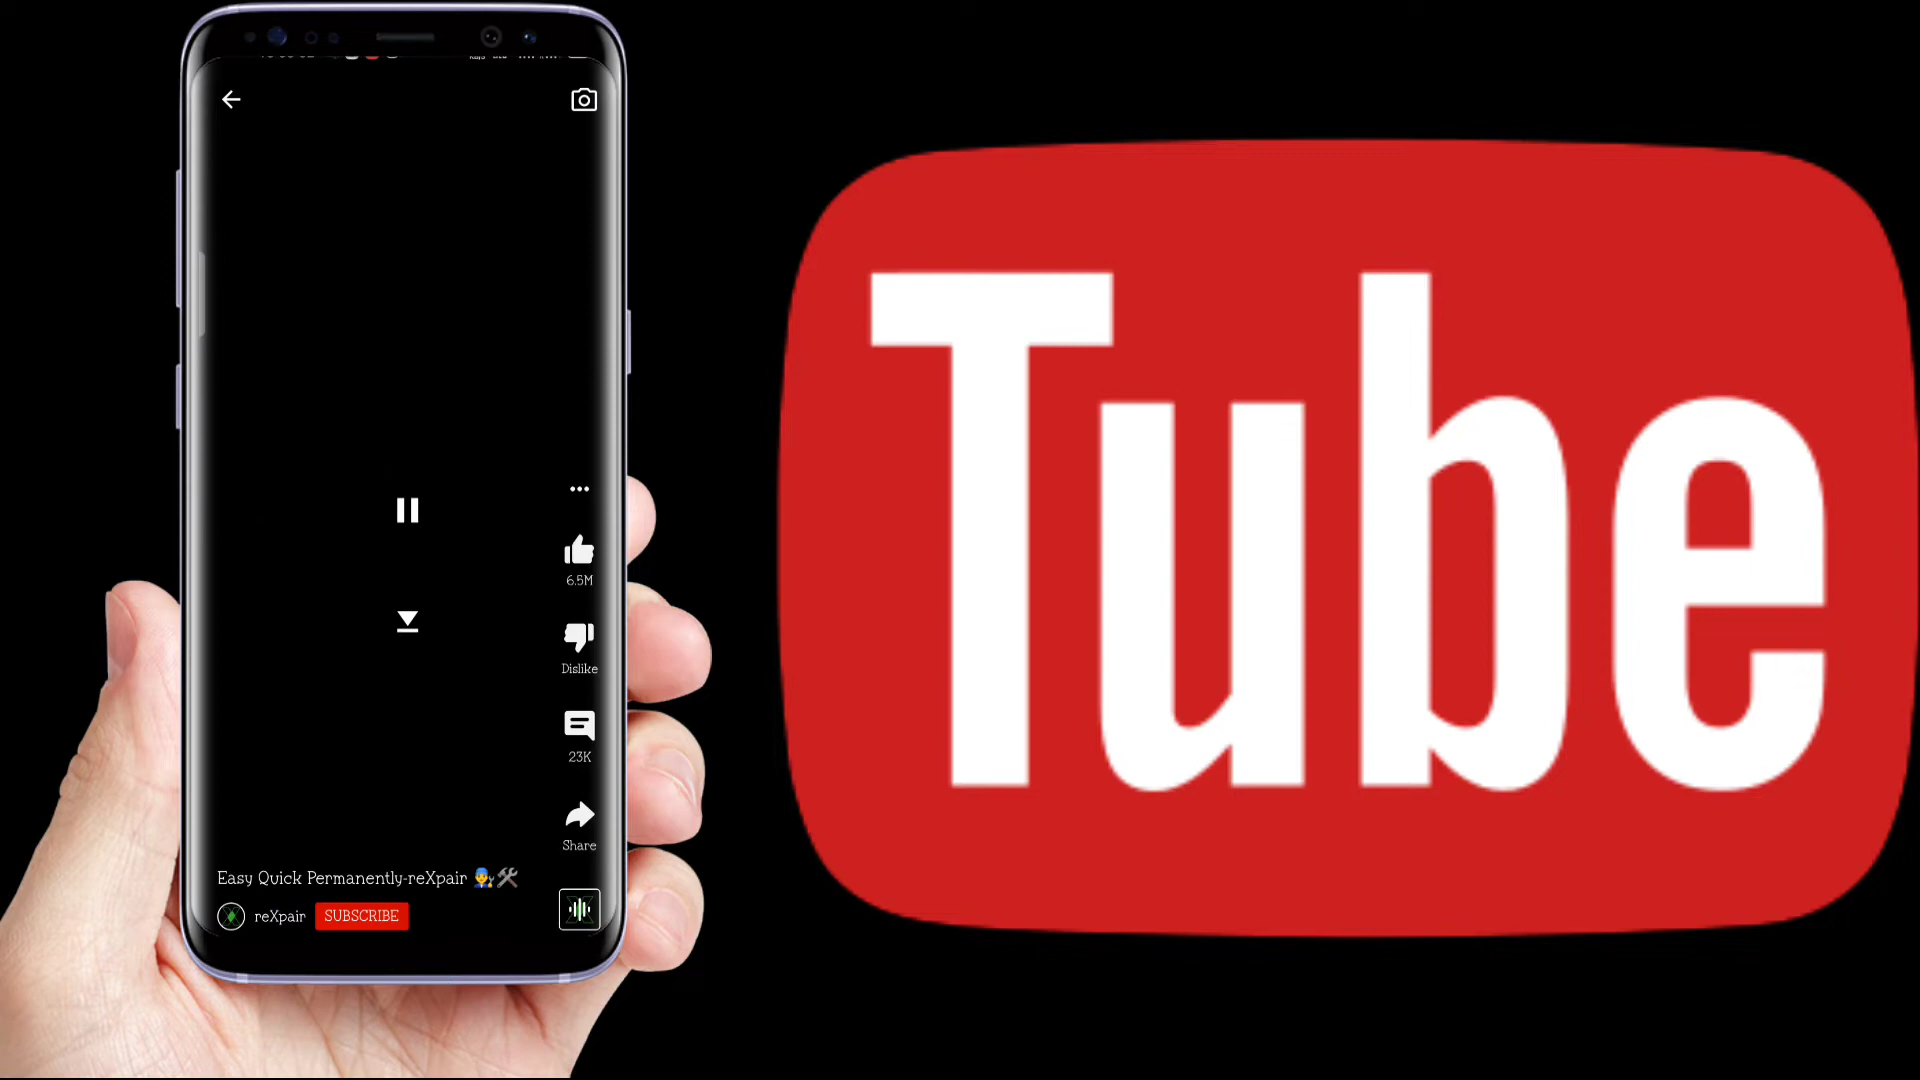 6.5M
Dislike
23K
Share
Easy Quick Permanently-reXpair 👨‍🔧🛠
reXpair SUBSCRIBE
Tube